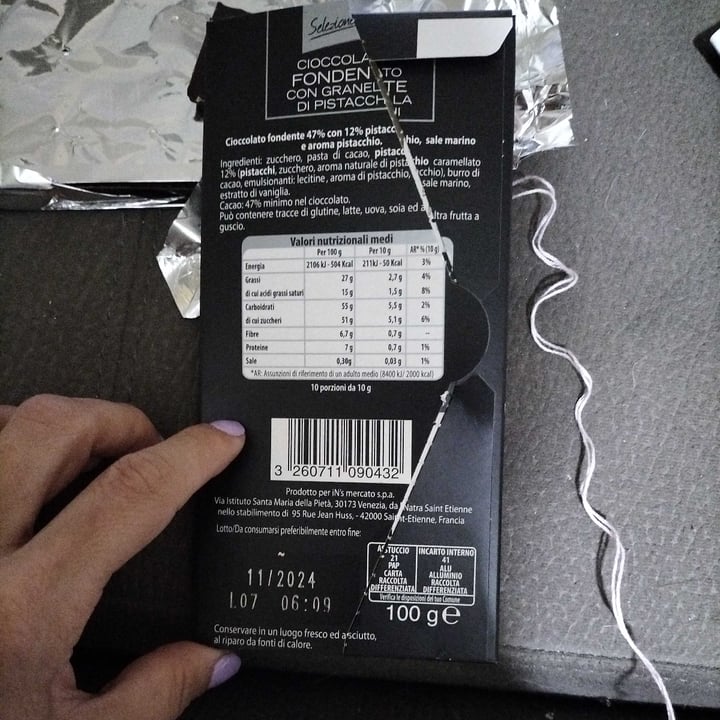 Selezione
CIOCCOLA
FONDEN TO
CON GRANEL TE
DI PISTACCHI LA
NI
Cioccolato fondente 47% con 12% pistacc hio, sale marino
e aroma pistacchio.
Ingredienti: zucchero, pasta di cacao, pistacchio caramellato
12% (pistacchi, zucchero, aroma naturale di pistacchio), burro di
cacao, emulsionanti: lecitine, aroma di pistacchio, sale marino,
estratto di vaniglia.
Cacao: 47% minimo nel cioccolato.
Può contenere tracce di glutine, latte, uova, soia ed altra frutta a
guscio.
Valori nutrizionali medi
Per 100 g Per 10 g AR* % (10 g)
Energia 2106 kJ - 504 Kcal 211kJ - 50 Kcal 3%
Grassi 27 g 2,7 g 4%
di cui acidi grassi saturi 15 g 1,5 g 8%
Carboidrati 55 g 5,5 g 2%
di cui zuccheri 51 g 5,1 g 6%
Fibre 6,7 g 0,7 g --
Proteine 7 g 0,7 g 1%
Sale 0,30g 0,03 g 1%
*AR: Assunzioni di riferimento di un adulto medio (8400 kJ/ 2000 kcal)
10 porzioni da 10 g
3 260711 090432
Prodotto per iN's mercato s.p.a.
Via Istituto Santa Maria della Pietà, 30173 Venezia, da Natra Saint Etienne
nello stabilimento di 95 Rue Jean Huss, - 42000 Saint-Etienne, Francia
Lotto/Da consumarsi preferibilmente entro fine:
11/2024
L07 06:09
ASTUCCIO
21
PAP
CARTA
RACCOLTA
DIFFERENZIATA
INCARTO INTERNO
41
ALU
ALLUMINIO
RACCOLTA
DIFFERENZIATA
Verifica le disposizioni del tuo Comune
100 g e
Conservare in un luogo fresco ed asciutto,
al riparo da fonti di calore.